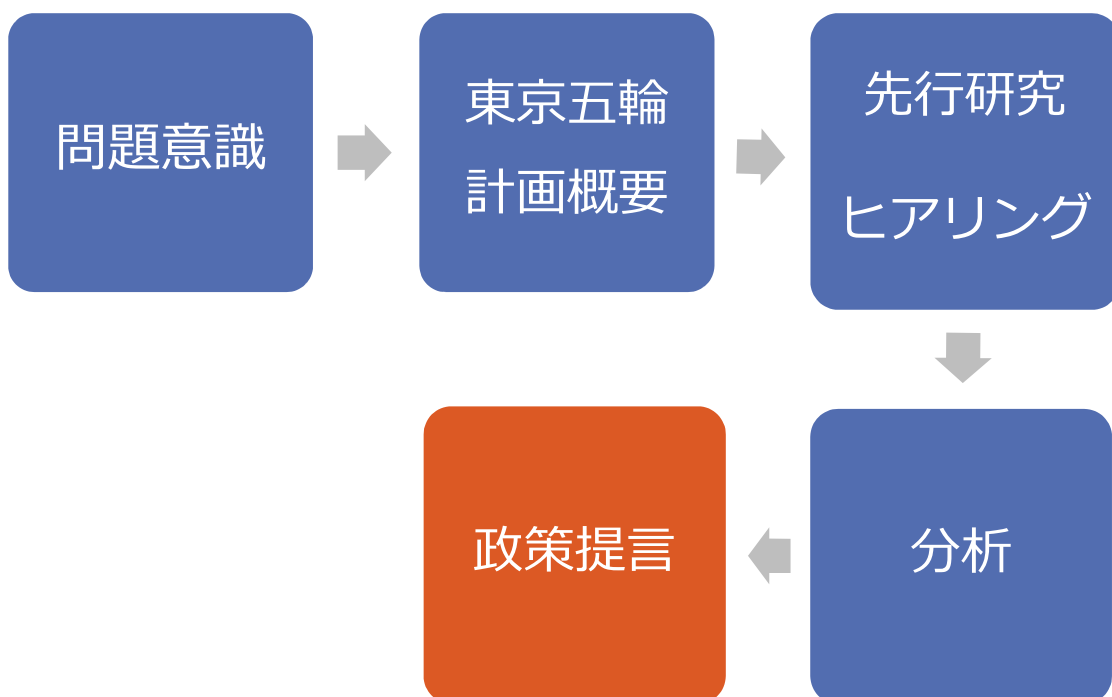 問題意識
東京五輪
計画概要
先行研究
ヒアリング
分析
政策提言